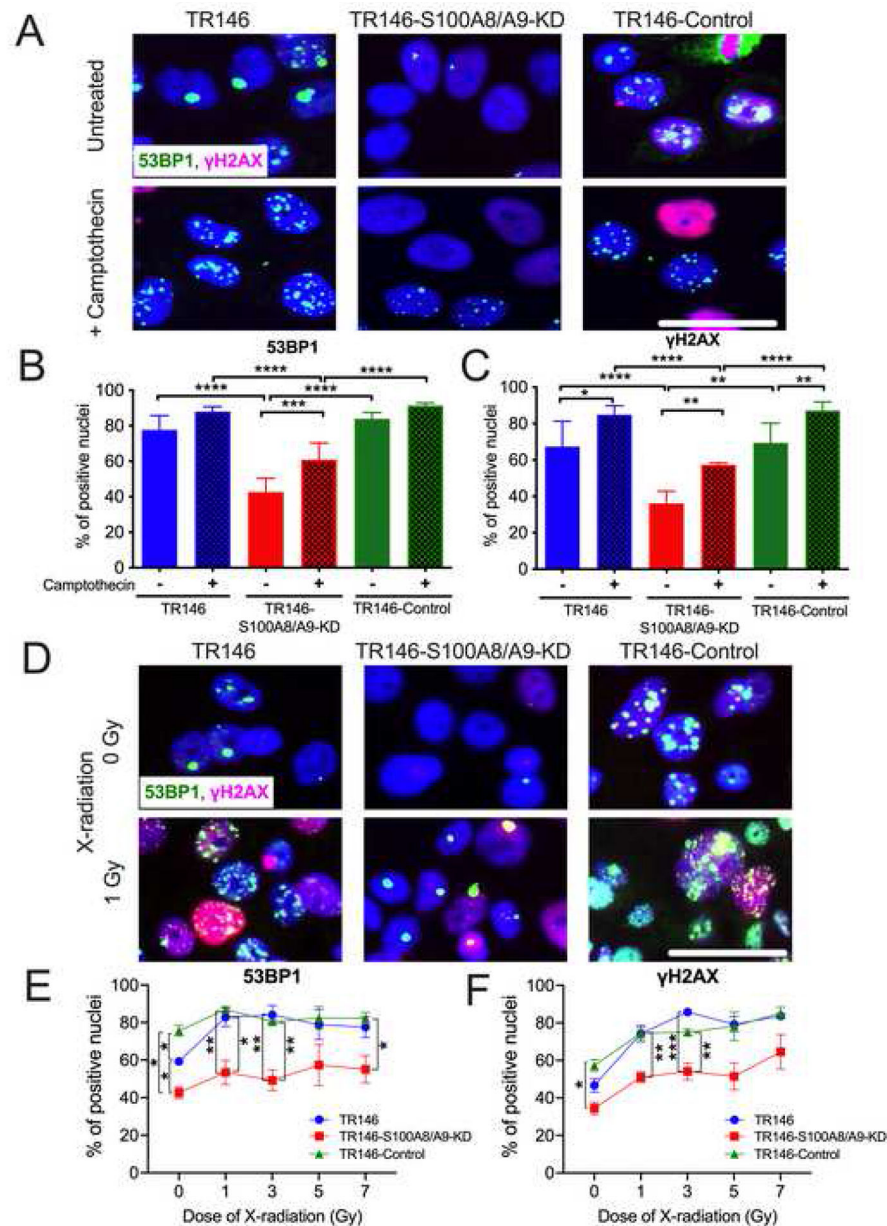 A
TR146
TR146-S100A8/A9-KD
TR146-Control
Untreated
53BP1, γH2AX
+ Camptothecin
B
53BP1
****
****
****
****
***
% of positive nuclei
100
80
60
40
20
0
Camptothecin
-
+
-
+
-
+
TR146
TR146-
S100A8/A9-KD
TR146-Control
C
γH2AX
****
****
****
**
*
**
**
% of positive nuclei
100
80
60
40
20
0
-
+
-
+
-
+
TR146
TR146-
S100A8/A9-KD
TR146-Control
D
TR146
TR146-S100A8/A9-KD
TR146-Control
X-radiation
0 Gy
53BP1, γH2AX
1 Gy
E
53BP1
% of positive nuclei
100
80
60
40
20
0
*
*
*
**
*
**
**
*
TR146
TR146-S100A8/A9-KD
TR146-Control
0
1
3
5
7
Dose of X-radiation (Gy)
F
γH2AX
% of positive nuclei
100
80
60
40
20
0
*
**
***
**
TR146
TR146-S100A8/A9-KD
TR146-Control
0
1
3
5
7
Dose of X-radiation (Gy)